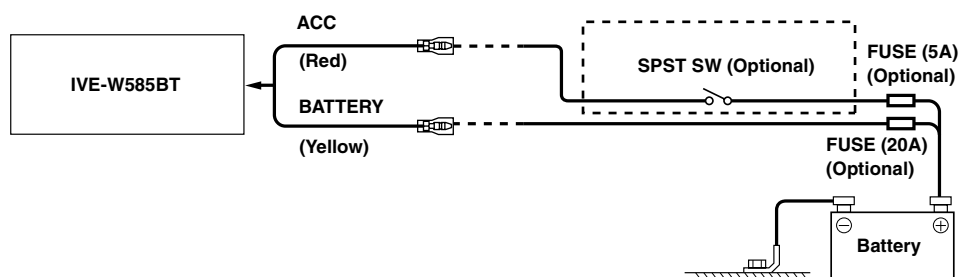 ACC
(Red)
IVE-W585BT
BATTERY
(Yellow)
SPST SW (Optional)
FUSE (5A)
(Optional)
FUSE (20A)
(Optional)
Battery